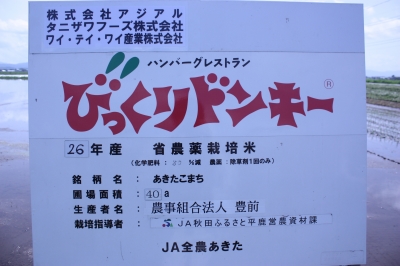 株式会社アジアル
タニザワフーズ株式会社
ワイ・テイ・ワイ産業株式会社
ハンバーグレストラン
びっくりドンキー®
26年産 省農薬栽培米
(化学肥料: %減 農薬:除草剤1回のみ)
銘柄名:あきたこまち
圃場面積:40a
生産者名:農事組合法人 豊前
栽培指導者:JA秋田ふるさと平鹿営農資材課
JA全農あきた